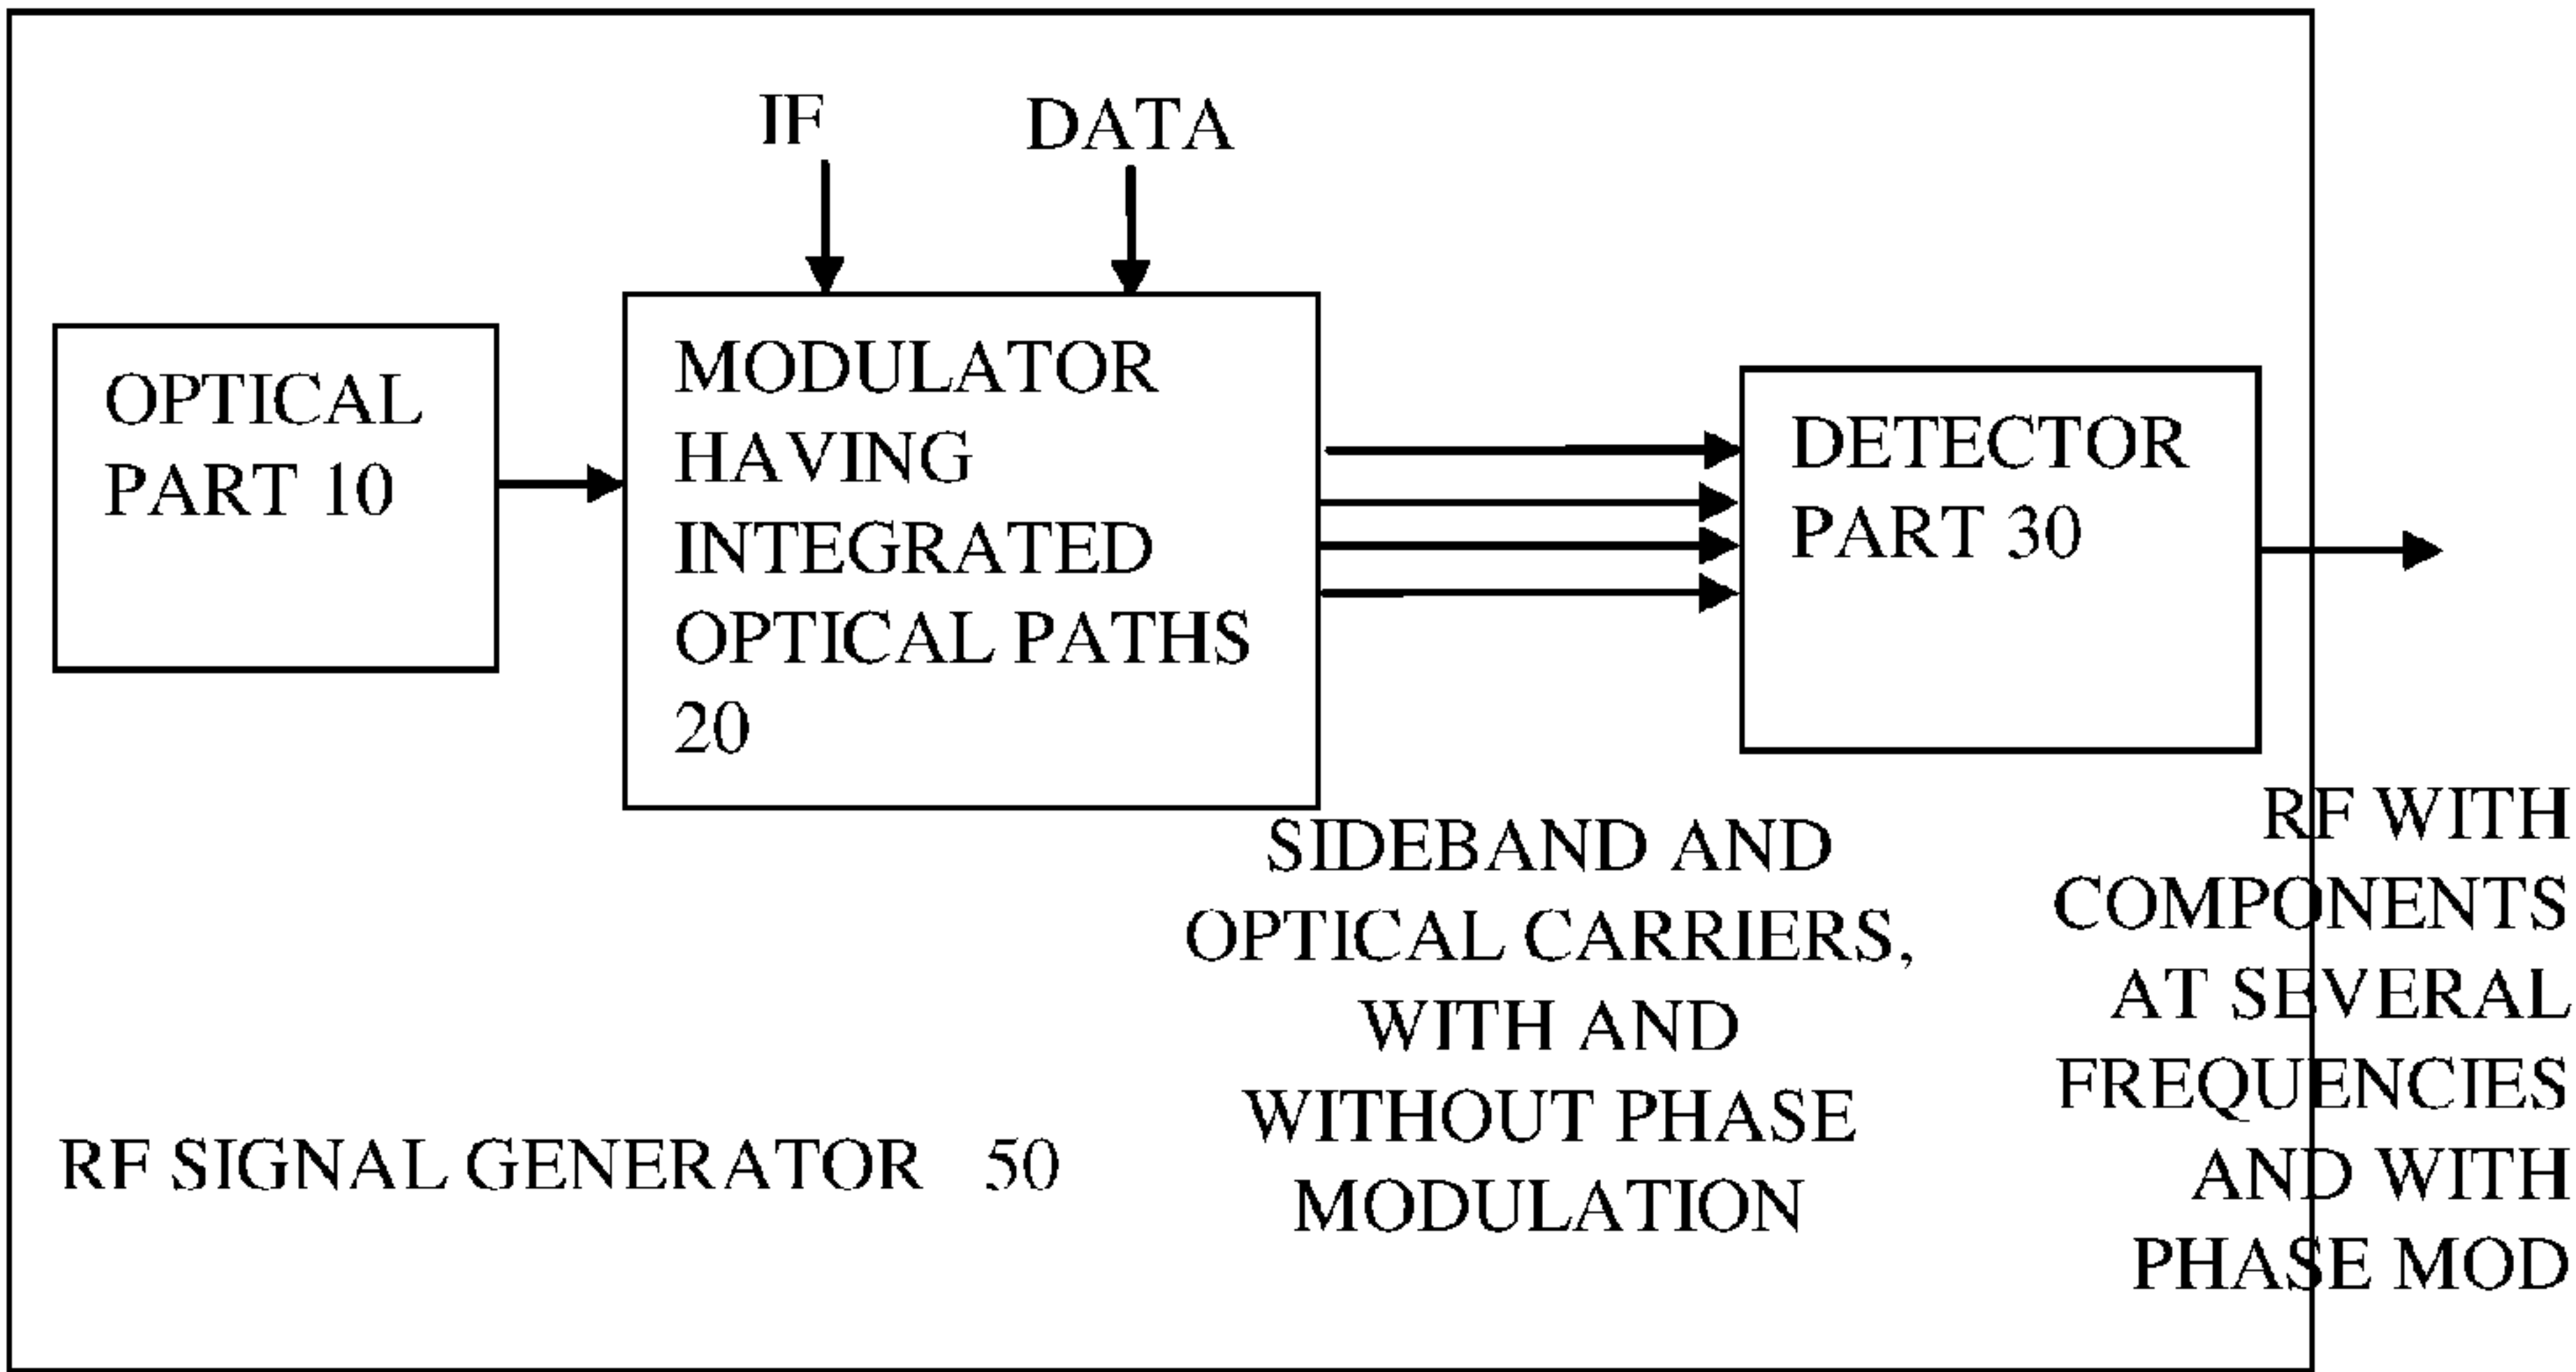 IF
DATA
OPTICAL
PART 10
MODULATOR
HAVING
INTEGRATED
OPTICAL PATHS
20
DETECTOR
PART 30
SIDEBAND AND
OPTICAL CARRIERS,
WITH AND
WITHOUT PHASE
MODULATION
RF WITH
COMPONENTS
AT SEVERAL
FREQUENCIES
AND WITH
PHASE MOD
RF SIGNAL GENERATOR 50